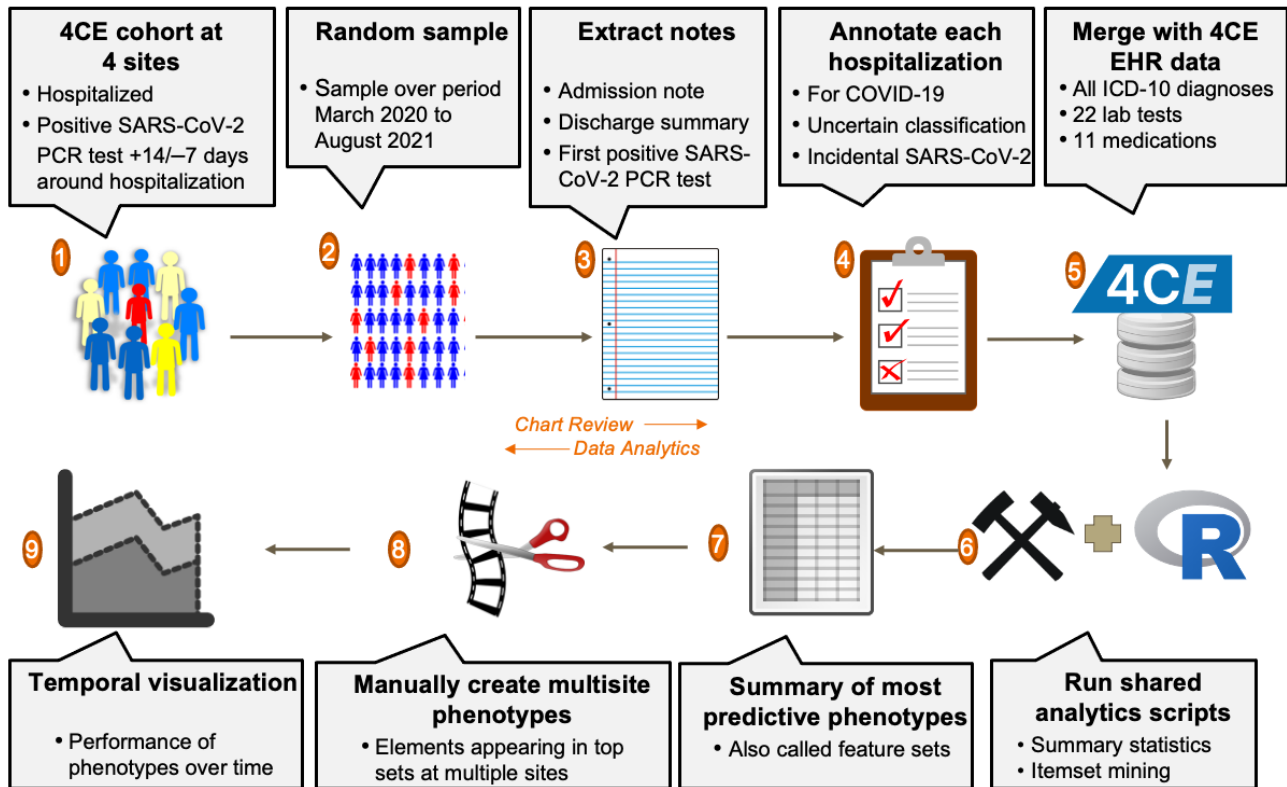 4CE cohort at
4 sites
• Hospitalized
• Positive SARS-CoV-2
PCR test +14/–7 days
around hospitalization
Random sample
• Sample over period
March 2020 to
August 2021
Extract notes
• Admission note
• Discharge summary
• First positive SARS-
CoV-2 PCR test
Annotate each
hospitalization
• For COVID-19
• Uncertain classification
• Incidental SARS-CoV-2
Merge with 4CE
EHR data
• All ICD-10 diagnoses
• 22 lab tests
• 11 medications
1
2
3
4
5
4CE
Chart Review
Data Analytics
9
8
7
6
R
Temporal visualization
• Performance of
phenotypes over time
Manually create multisite
phenotypes
• Elements appearing in top
sets at multiple sites
Summary of most
predictive phenotypes
• Also called feature sets
Run shared
analytics scripts
• Summary statistics
• Itemset mining